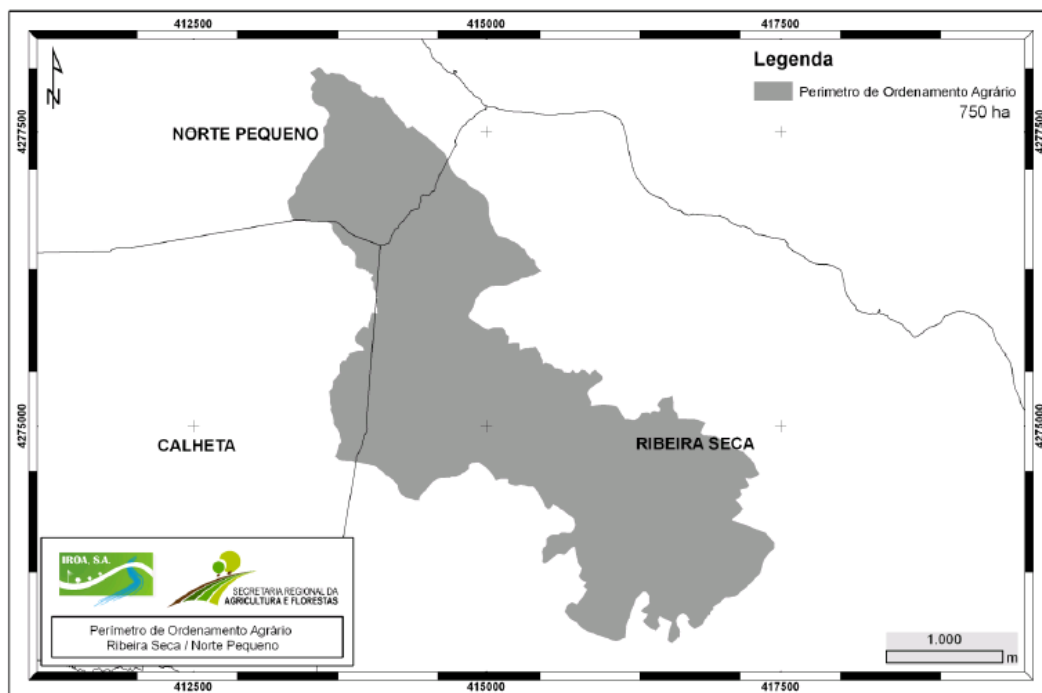 412500 415000 417500
Legenda
Perimetro de Ordenamento Agrário
750 ha
4277500
NORTE PEQUENO
4277500
4275000
CALHETA
RIBEIRA SECA
4275000
IROA, S.A.
SECRETARIA REGIONAL DA
AGRICULTURA E FLORESTAS
Perímetro de Ordenamento Agrário
Ribeira Seca / Norte Pequeno
1.000
m
412500 415000 417500
N